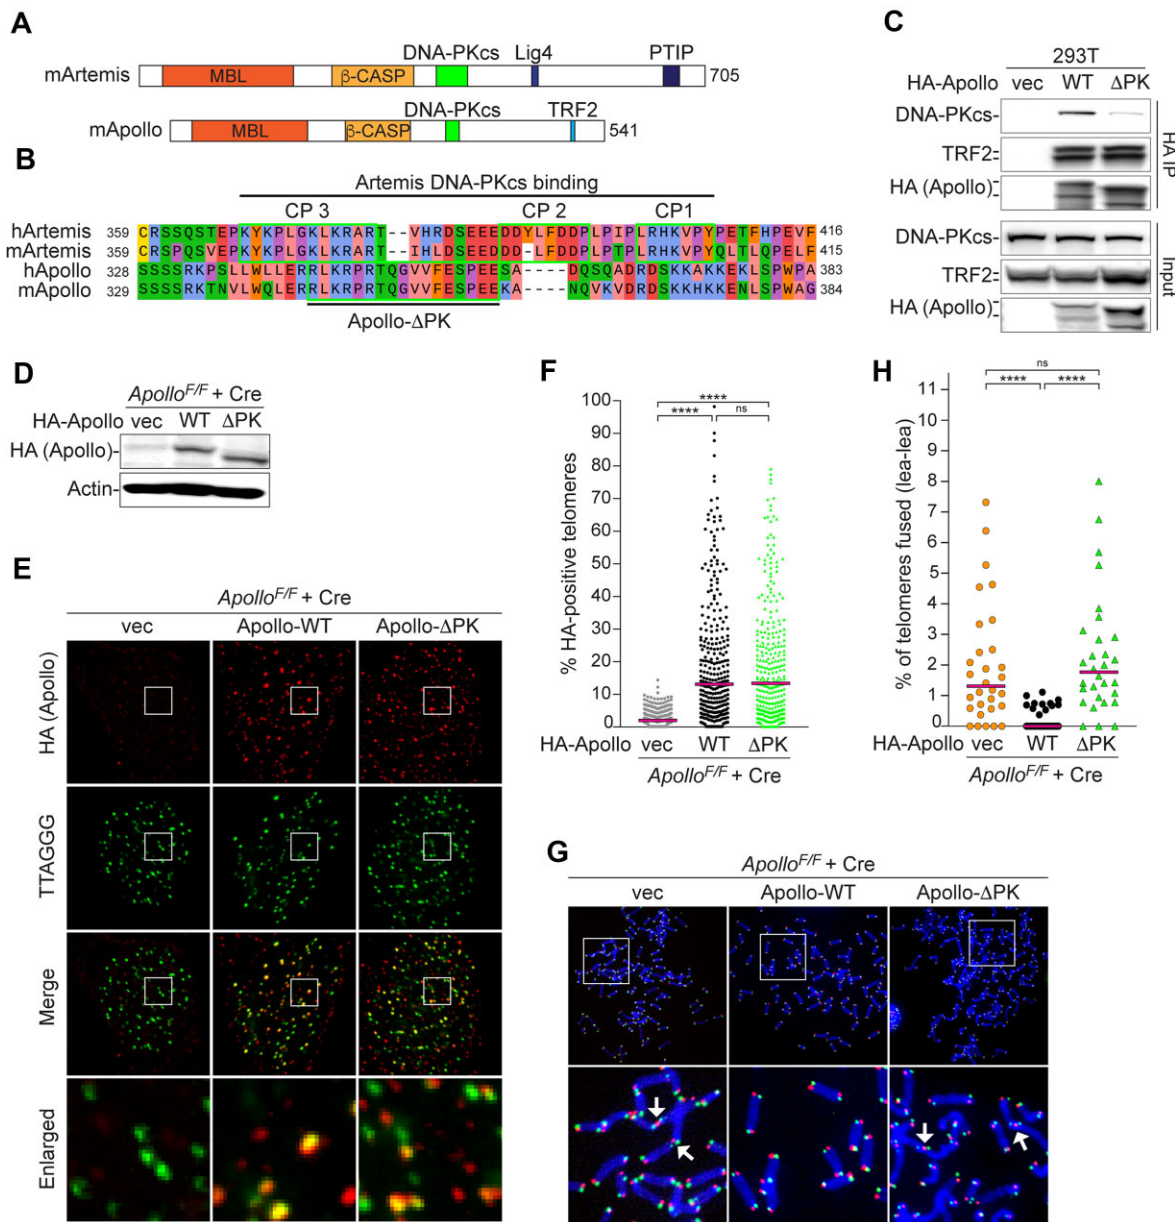 A
DNA-PKcs Lig4 PTIP
mArtemis MBL β-CASP 705
DNA-PKcs TRF2
mApollo MBL β-CASP 541
B
Artemis DNA-PKcs binding
CP 3 CP 2 CP1
hArtemis 359 CRSSQSTEPKYKPLGKLKRART--VHRDSEEEDDYLFDDPLPIPLRHKVPYPETFHPEVF 416
mArtemis 359 CRSPQSVEPKYKPLGKLKRART--IHLDSEEEDD-LFDDPLPTPLRHKVPYQLTLQPELF 415
hApollo 328 SSSSRKPSLLWLLERRLKRPRTQGVVFESPEESA----DQSQADRDSKKAKKEKLSPWPA 383
mApollo 329 SSSSRKTNVLWQLERRLKRPRTQGVVFESPEEKA----NQVKVDRDSKKHKKENLSPWAG 384
Apollo-ΔPK
C
293T
HA-Apollo vec WT ΔPK
DNA-PKcs
TRF2
HA (Apollo)
HA IP
DNA-PKcs
TRF2
HA (Apollo)
Input
D
ApolloF/F + Cre
HA-Apollo vec WT ΔPK
HA (Apollo)
Actin
E
ApolloF/F + Cre
vec Apollo-WT Apollo-ΔPK
HA (Apollo)
TTAGGG
Merge
Enlarged
F
****
**** ns
% HA-positive telomeres
100
90
80
70
60
50
40
30
20
10
0
HA-Apollo vec WT ΔPK
ApolloF/F + Cre
H
ns
**** ****
% of telomeres fused (lea-lea)
11
10
9
8
7
6
5
4
3
2
1
0
HA-Apollo vec WT ΔPK
ApolloF/F + Cre
G
ApolloF/F + Cre
vec Apollo-WT Apollo-ΔPK